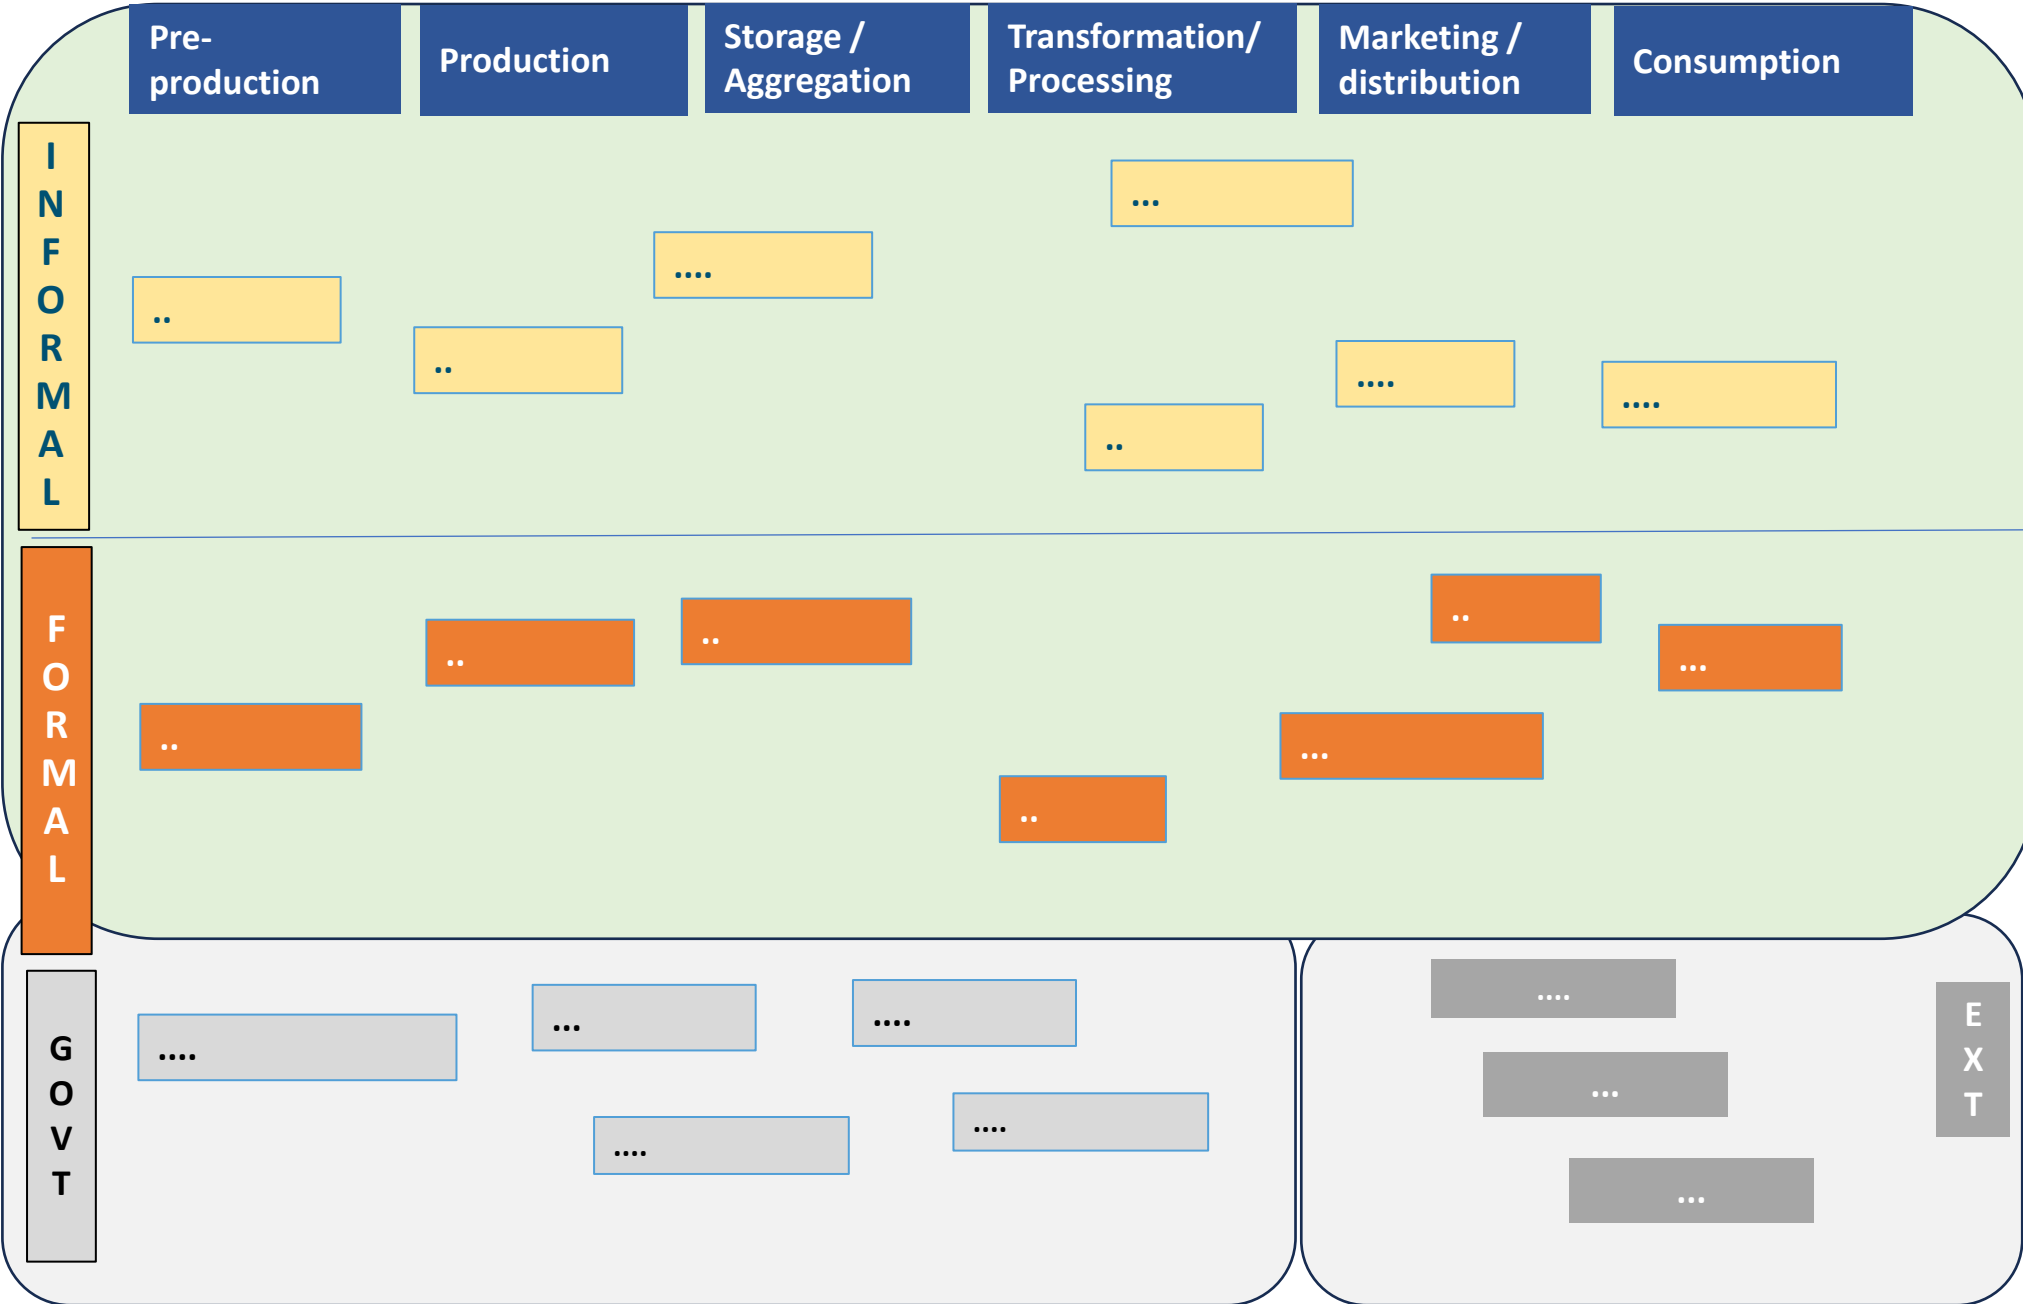 Pre-
production
Production
Storage /
Aggregation
Transformation/
Processing
Marketing /
distribution
Consumption
I
N
F
O
R
M
A
L
...
....
..
..
....
....
..
F
O
R
M
A
L
..
..
..
...
..
...
..
G
O
V
T
....
...
....
....
....
....
...
...
E
X
T